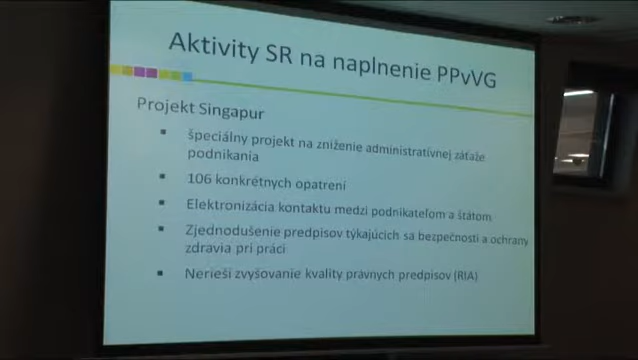 Aktivity SR na naplnenie PPvVG
Projekt Singapur
▪ špeciálny projekt na zníženie administratívnej záťaže
podnikania
▪ 106 konkrétnych opatrení
▪ Elektronizácia kontaktu medzi podnikateľom a štátom
▪ Zjednodušenie predpisov týkajúcich sa bezpečnosti a ochrany
zdravia pri práci
▪ Nerieši zvyšovanie kvality právnych predpisov (RIA)